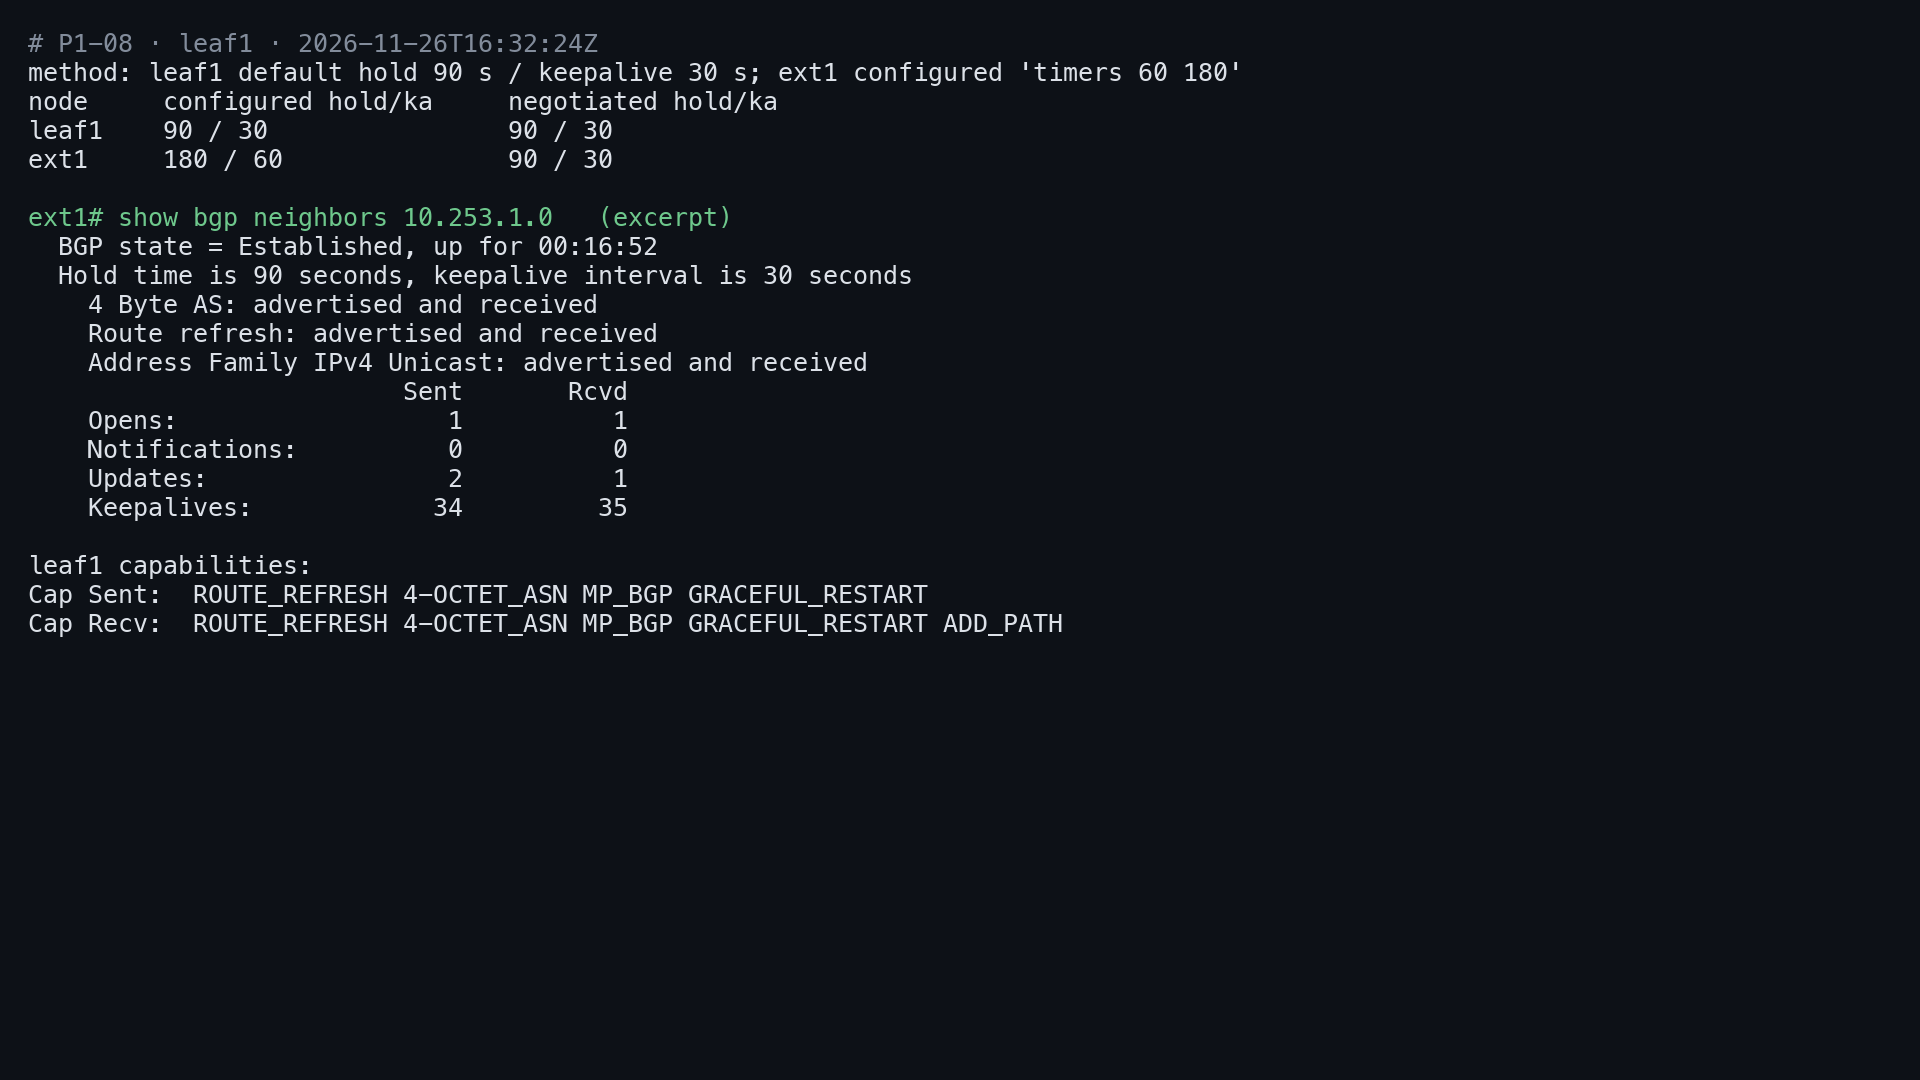 # P1−08 · leaf1 · 2026−11−26T16:32:24Z
method: leaf1 default hold 90 s / keepalive 30 s; ext1 configured 'timers 60 180'
node     configured hold/ka     negotiated hold/ka
leaf1    90 / 30                90 / 30
ext1     180 / 60               90 / 30
ext1# show bgp neighbors 10.253.1.0   (excerpt)
  BGP state = Established, up for 00:16:52
  Hold time is 90 seconds, keepalive interval is 30 seconds
    4 Byte AS: advertised and received
    Route refresh: advertised and received
    Address Family IPv4 Unicast: advertised and received
                         Sent       Rcvd
    Opens:                  1          1
    Notifications:          0          0
    Updates:                2          1
    Keepalives:            34         35
leaf1 capabilities:
Cap Sent:  ROUTE_REFRESH 4−OCTET_ASN MP_BGP GRACEFUL_RESTART
Cap Recv:  ROUTE_REFRESH 4−OCTET_ASN MP_BGP GRACEFUL_RESTART ADD_PATH